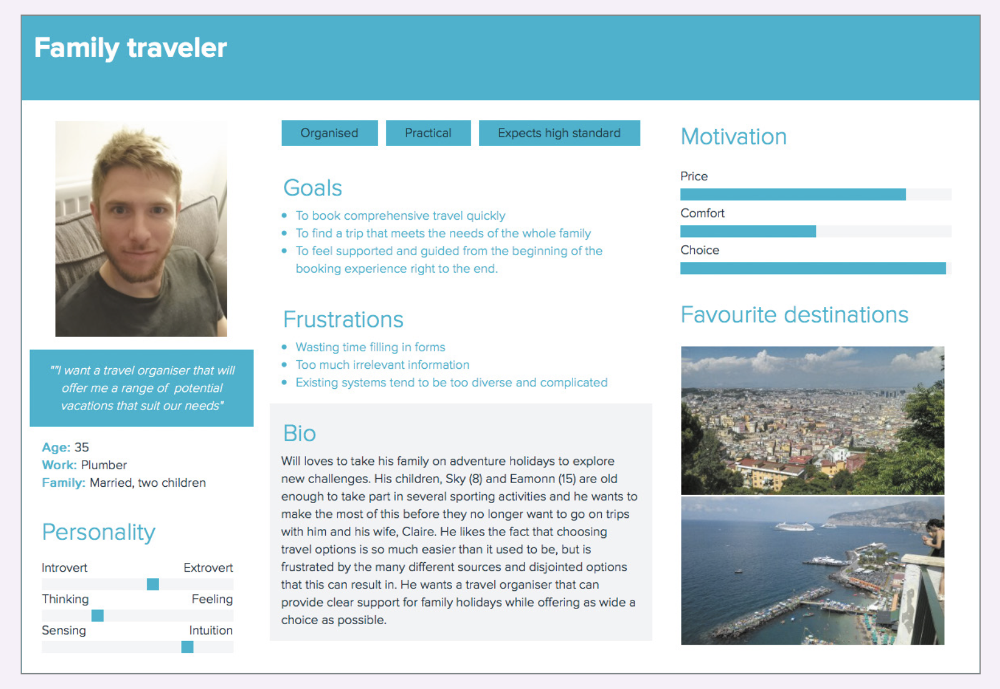 Family traveler
""I want a travel organiser that will
offer me a range of  potential
vacations that suit our needs"
Age: 35
Work: Plumber
Family: Married, two children
Personality
Introvert Extrovert
Thinking Feeling
Sensing Intuition
Organised Practical Expects high standard
Goals
• To book comprehensive travel quickly
• To find a trip that meets the needs of the whole family
• To feel supported and guided from the beginning of the
booking experience right to the end.
Frustrations
• Wasting time filling in forms
• Too much irrelevant information
• Existing systems tend to be too diverse and complicated
Bio
Will loves to take his family on adventure holidays to explore
new challenges. His children, Sky (8) and Eamonn (15) are old
enough to take part in several sporting activities and he wants to
make the most of this before they no longer want to go on trips
with him and his wife, Claire. He likes the fact that choosing
travel options is so much easier than it used to be, but is
frustrated by the many different sources and disjointed options
that this can result in. He wants a travel organiser that can
provide clear support for family holidays while offering as wide a
choice as possible.
Motivation
Price
Comfort
Choice
Favourite destinations